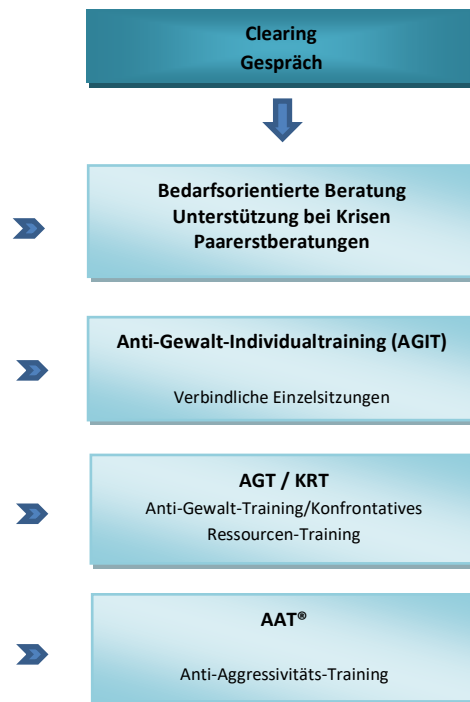 Clearing
Gespräch
Bedarfsorientierte Beratung
Unterstützung bei Krisen
Paarerstberatungen
Anti-Gewalt-Individualtraining (AGIT)
Verbindliche Einzelsitzungen
AGT / KRT
Anti-Gewalt-Training/Konfrontatives
Ressourcen-Training
AAT®
Anti-Aggressivitäts-Training